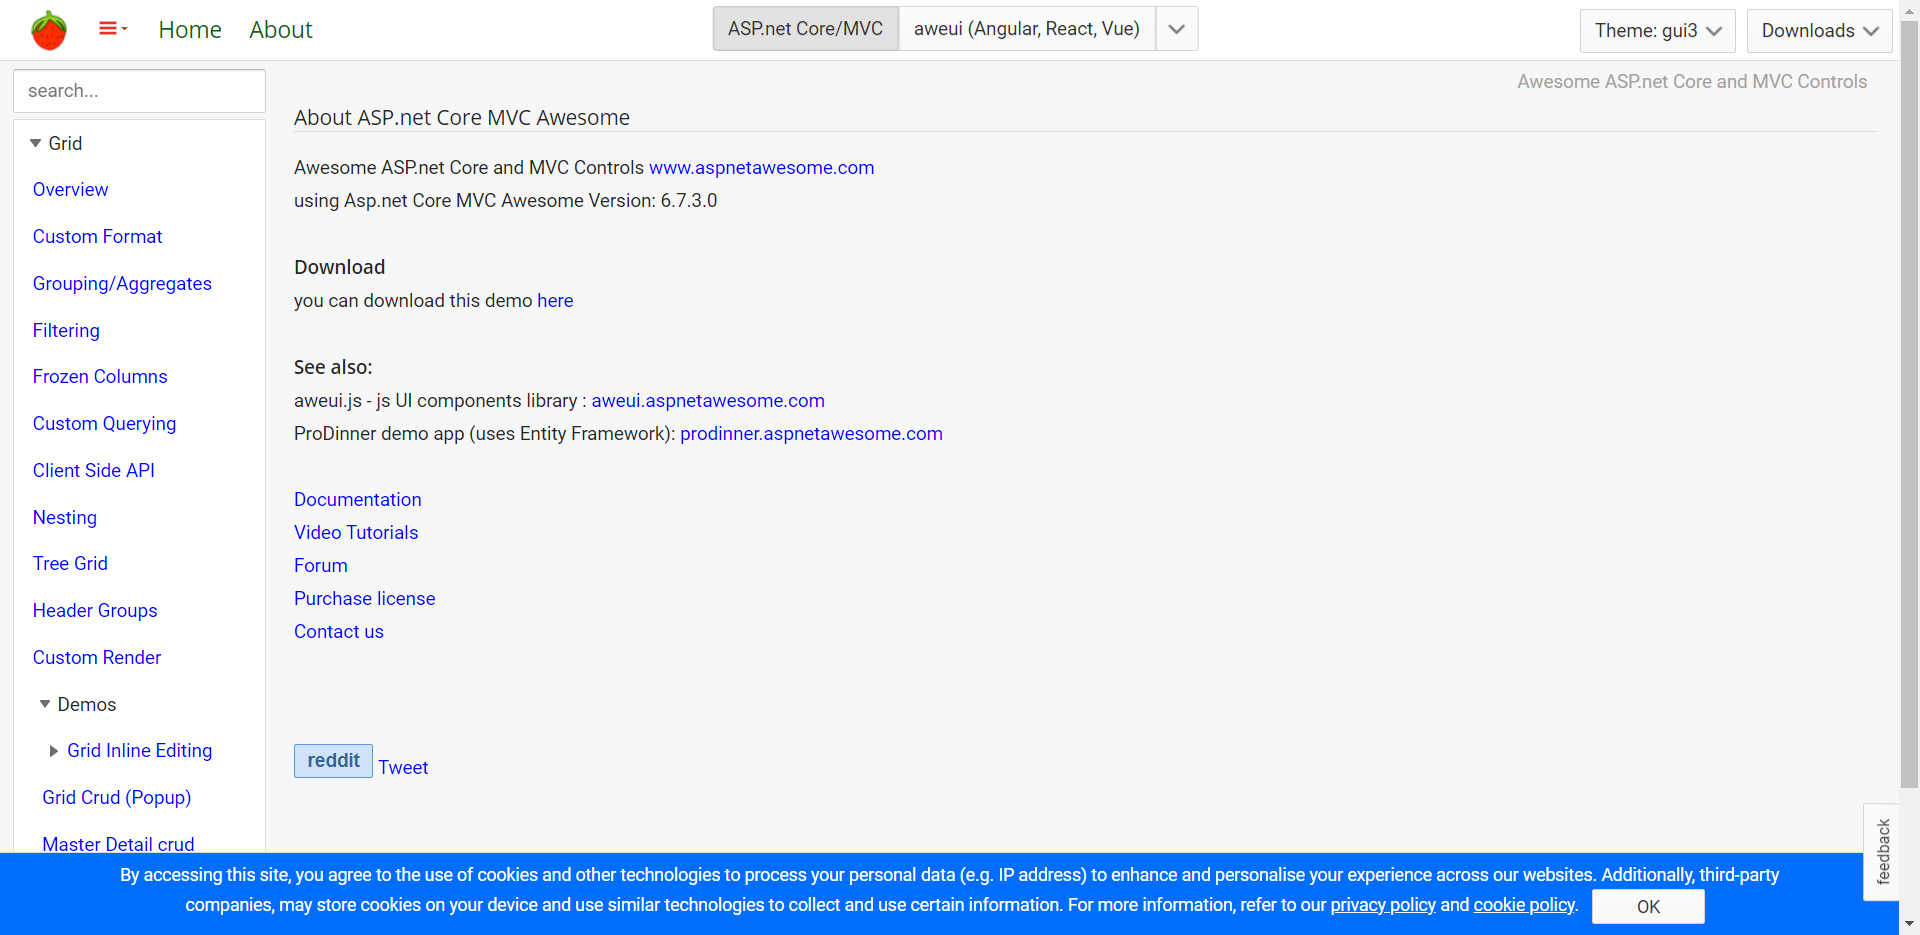 Home
About
ASP.net Core/MVC
aweui (Angular, React, Vue)
Theme: gui3
Downloads
search...
Grid
Overview
Custom Format
Grouping/Aggregates
Filtering
Frozen Columns
Custom Querying
Client Side API
Nesting
Tree Grid
Header Groups
Custom Render
Demos
Grid Inline Editing
Grid Crud (Popup)
Master Detail crud
Awesome ASP.net Core and MVC Controls
About ASP.net Core MVC Awesome
Awesome ASP.net Core and MVC Controls www.aspnetawesome.com
using Asp.net Core MVC Awesome Version: 6.7.3.0
Download
you can download this demo here
See also:
aweui.js - js UI components library : aweui.aspnetawesome.com
ProDinner demo app (uses Entity Framework): prodinner.aspnetawesome.com
Documentation
Video Tutorials
Forum
Purchase license
Contact us
reddit Tweet
feedback
By accessing this site, you agree to the use of cookies and other technologies to process your personal data (e.g. IP address) to enhance and personalise your experience across our websites. Additionally, third-party
companies, may store cookies on your device and use similar technologies to collect and use certain information. For more information, refer to our privacy policy and cookie policy. OK